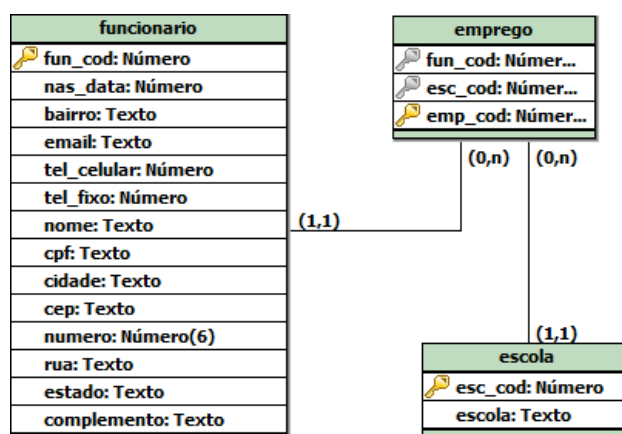 funcionario
fun_cod: Número
nas_data: Número
bairro: Texto
email: Texto
tel_celular: Número
tel_fixo: Número
nome: Texto
cpf: Texto
cidade: Texto
cep: Texto
numero: Número(6)
rua: Texto
estado: Texto
complemento: Texto
(1,1)
emprego
fun_cod: Númer...
esc_cod: Númer...
emp_cod: Númer...
(0,n) (0,n)
(1,1)
escola
esc_cod: Número
escola: Texto